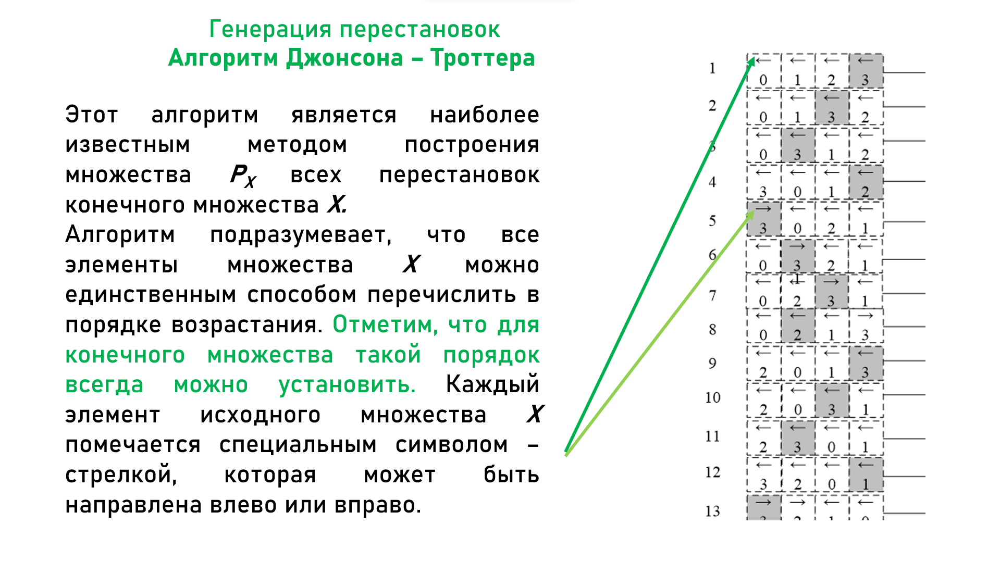 Генерация перестановок
Алгоритм Джонсона – Троттера
Этот алгоритм является наиболее
известным методом построения
множества P_X всех перестановок
конечного множества X.
Алгоритм подразумевает, что все
элементы множества X можно
единственным способом перечислить в
порядке возрастания. Отметим, что для
конечного множества такой порядок
всегда можно установить. Каждый
элемент исходного множества X
помечается специальным символом –
стрелкой, которая может быть
направлена влево или вправо.
← ← ← ←
1 0 1 2 3
← ← ← ←
2 0 1 3 2
← ← ← ←
3 0 3 1 2
← ← ← ←
4 3 0 1 2
→ ← ← ←
5 3 0 2 1
← → ← ←
6 0 3 2 1
← ← → ←
7 0 2 3 1
← ← ← →
8 0 2 1 3
← ← ← ←
9 2 0 1 3
← ← ← ←
10 2 0 3 1
← ← ← ←
11 2 3 0 1
← ← ← ←
12 3 2 0 1
→ → ← ←
13 3 2 1 0